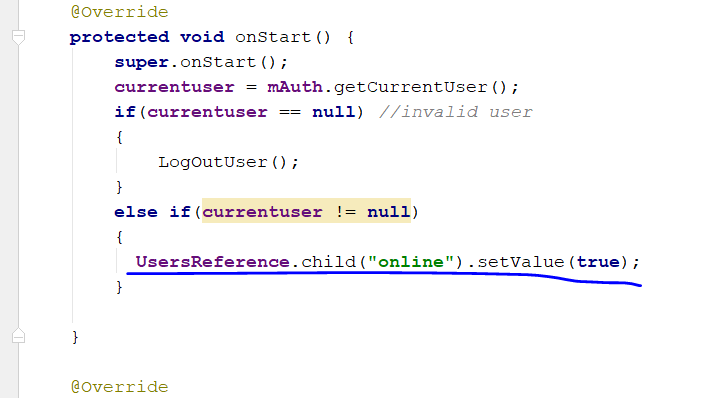 @Override
protected void onStart() {
super.onStart();
currentuser = mAuth.getCurrentUser();
if(currentuser == null) //invalid user
{
LogOutUser();
}
else if(currentuser != null)
{
UsersReference.child("online").setValue(true);
}
}
@Override